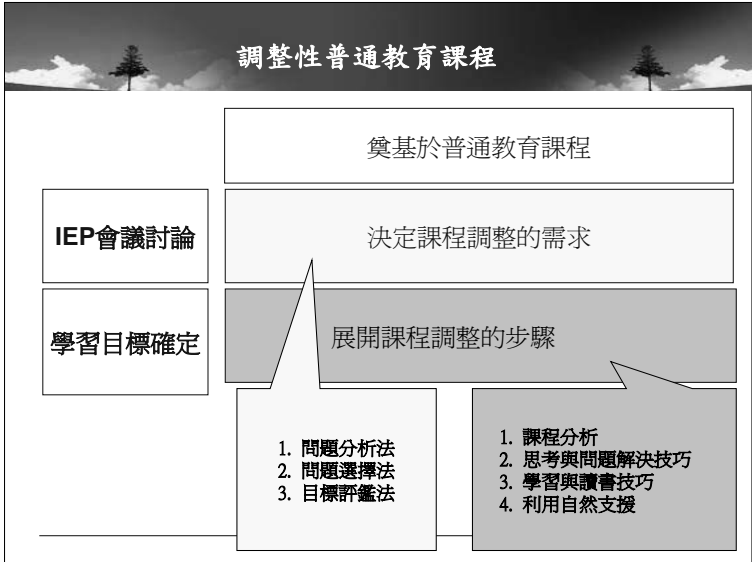 調整性普通教育課程
奠基於普通教育課程
IEP會議討論
決定課程調整的需求
學習目標確定
展開課程調整的步驟
1. 問題分析法
2. 問題選擇法
3. 目標評鑑法
1. 課程分析
2. 思考與問題解決技巧
3. 學習與讀書技巧
4. 利用自然支援